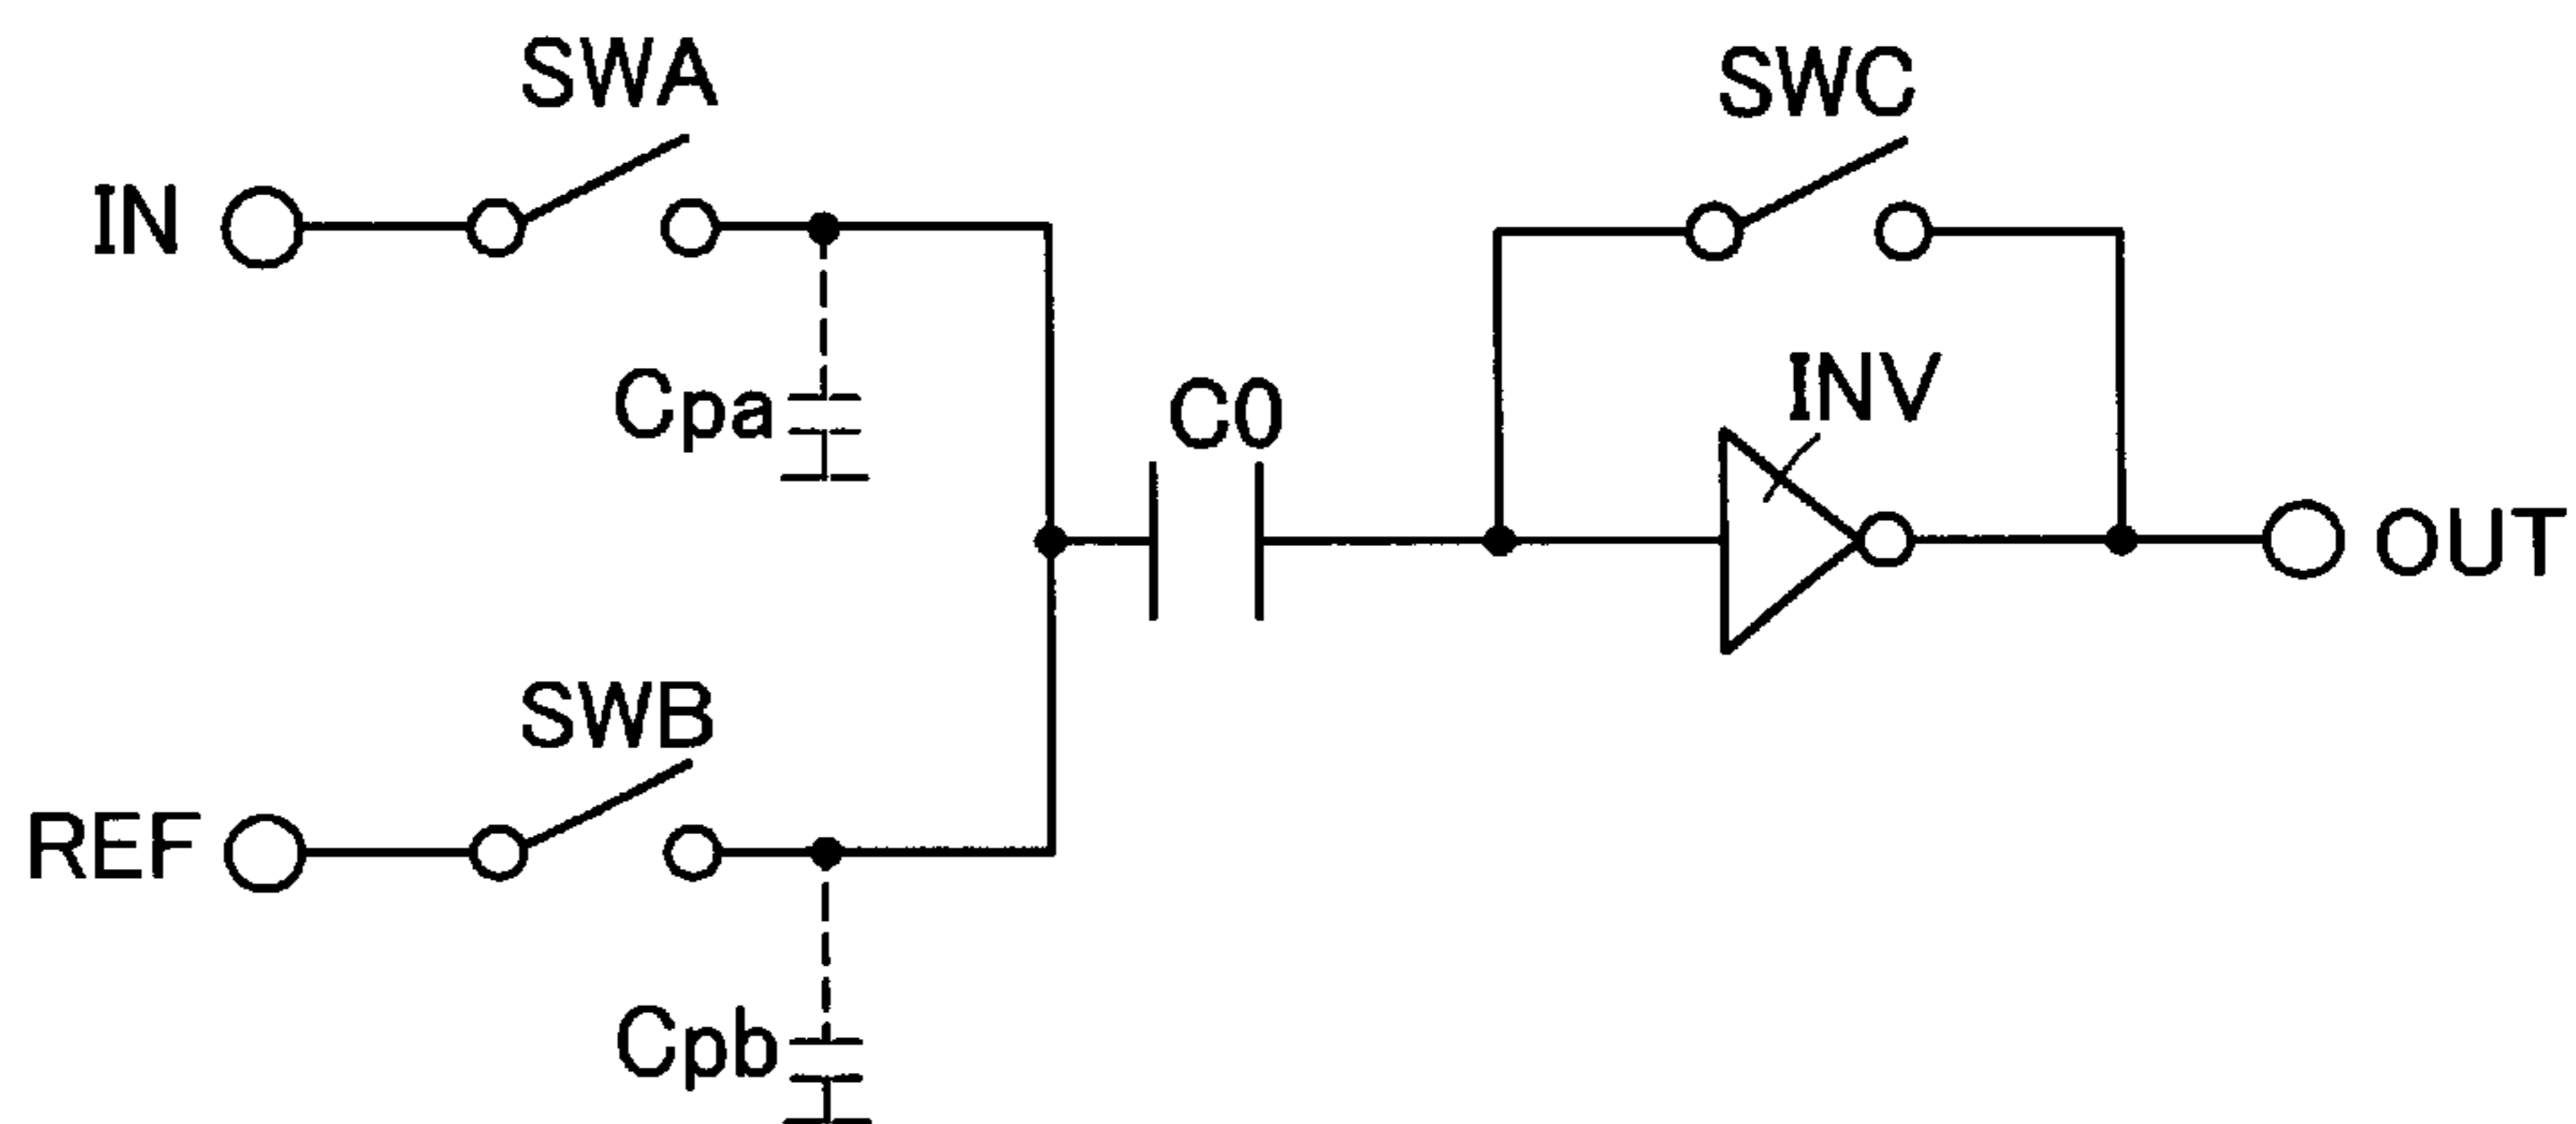 SWA
SWC
IN
Cpa
C0
INV
OUT
SWB
REF
Cpb